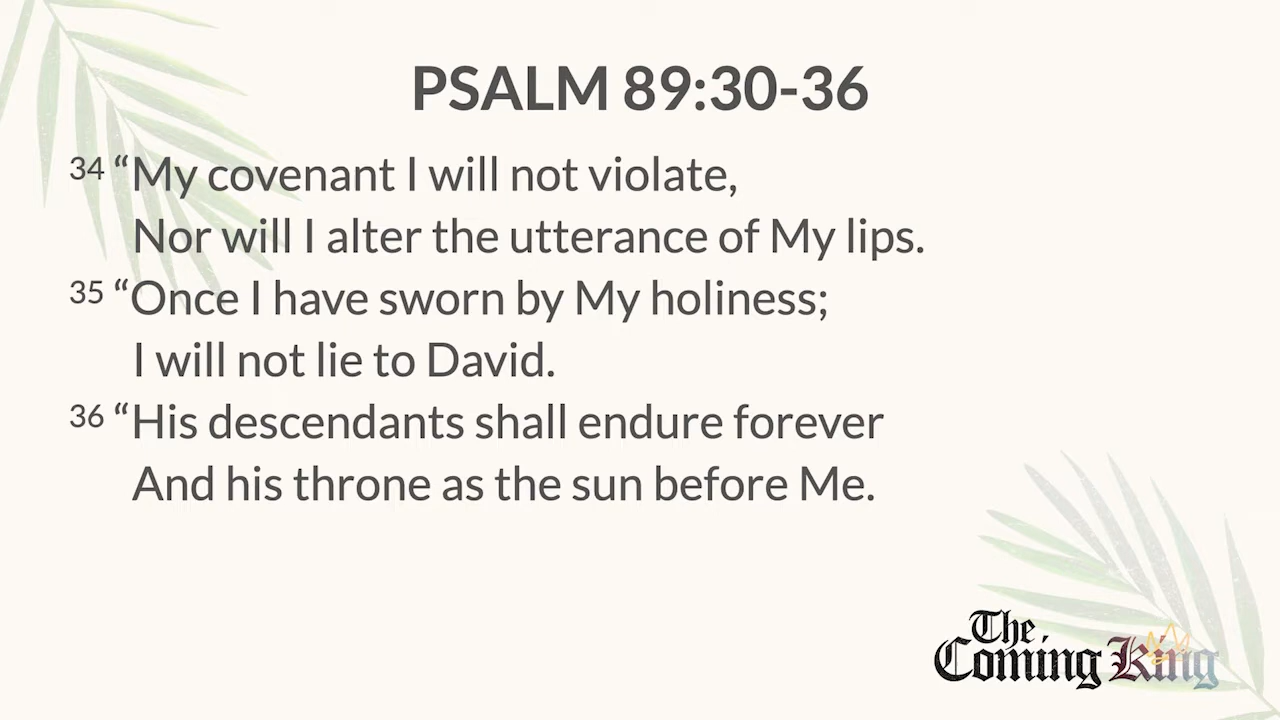 PSALM 89:30-36
34 “My covenant I will not violate,
Nor will I alter the utterance of My lips.
35 “Once I have sworn by My holiness;
I will not lie to David.
36 “His descendants shall endure forever
And his throne as the sun before Me.
The
Coming King